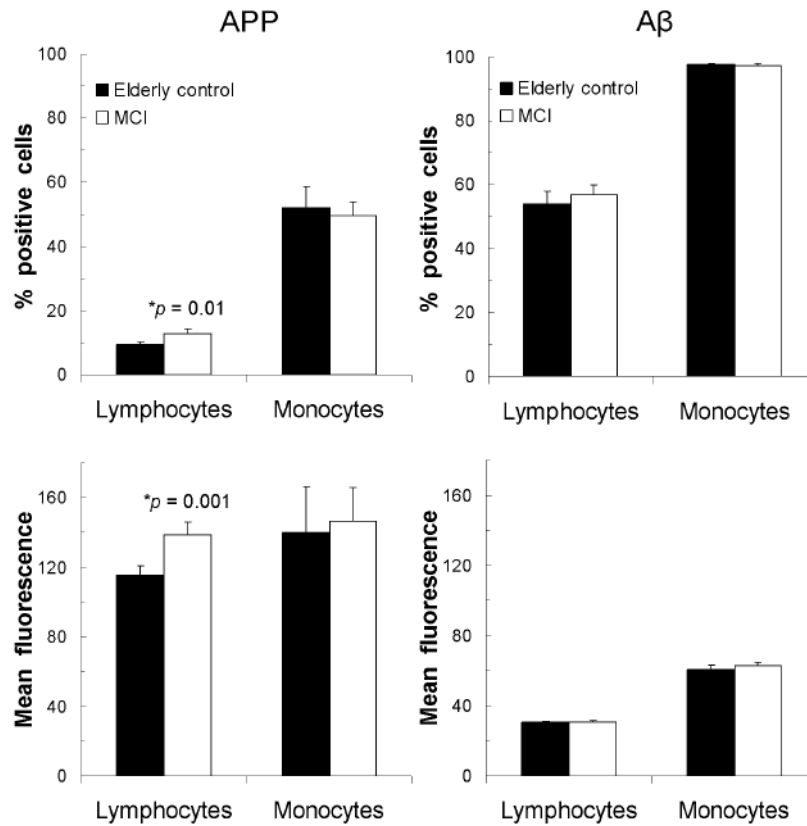 APP
100
80
60
40
20
0
% positive cells
Elderly control
MCI
*p = 0.01
Lymphocytes
Monocytes
Aβ
100
80
60
40
20
0
% positive cells
Elderly control
MCI
Lymphocytes
Monocytes
160
120
80
40
0
Mean fluorescence
*p = 0.001
Lymphocytes
Monocytes
160
120
80
40
0
Mean fluorescence
Lymphocytes
Monocytes